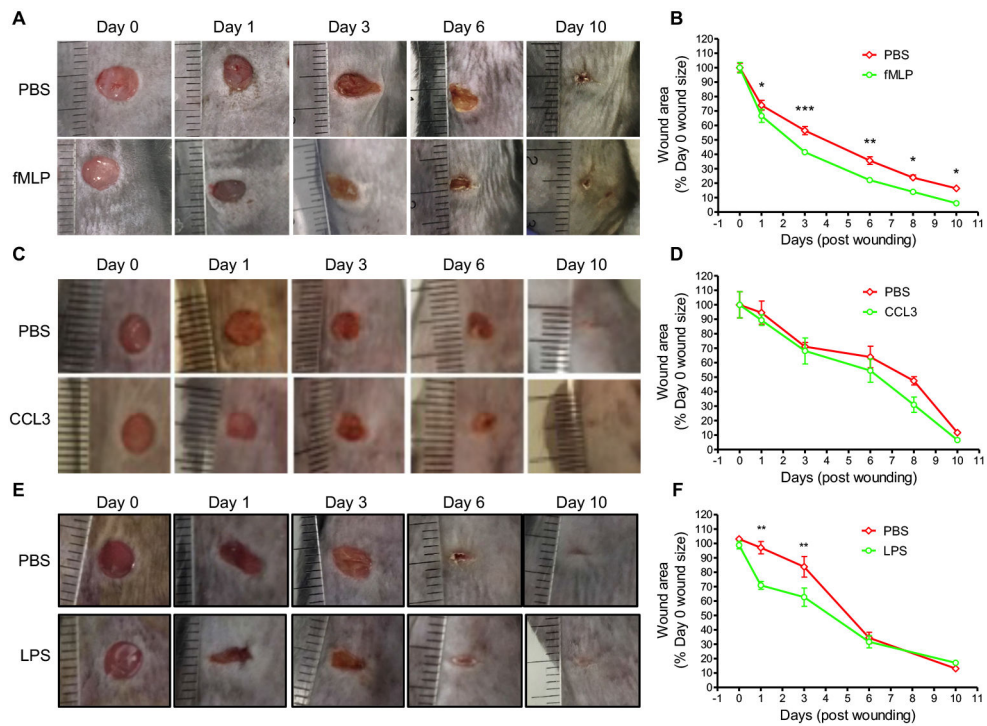 A
Day 0 Day 1 Day 3 Day 6 Day 10
PBS
fMLP
B
Wound area
(% Day 0 wound size)
120
110
100
90
80
70
60
50
40
30
20
10
0
PBS
fMLP
* *** ** * *
-1 0 1 2 3 4 5 6 7 8 9 10 11
Days (post wounding)
C
Day 0 Day 1 Day 3 Day 6 Day 10
PBS
CCL3
D
Wound area
(% Day 0 wound size)
120
110
100
90
80
70
60
50
40
30
20
10
0
PBS
CCL3
-1 0 1 2 3 4 5 6 7 8 9 10 11
Days (post wounding)
E
Day 0 Day 1 Day 3 Day 6 Day 10
PBS
LPS
F
Wound area
(% Day 0 wound size)
120
110
100
90
80
70
60
50
40
30
20
10
0
PBS
LPS
** **
-1 0 1 2 3 4 5 6 7 8 9 10 11
Days (post wounding)